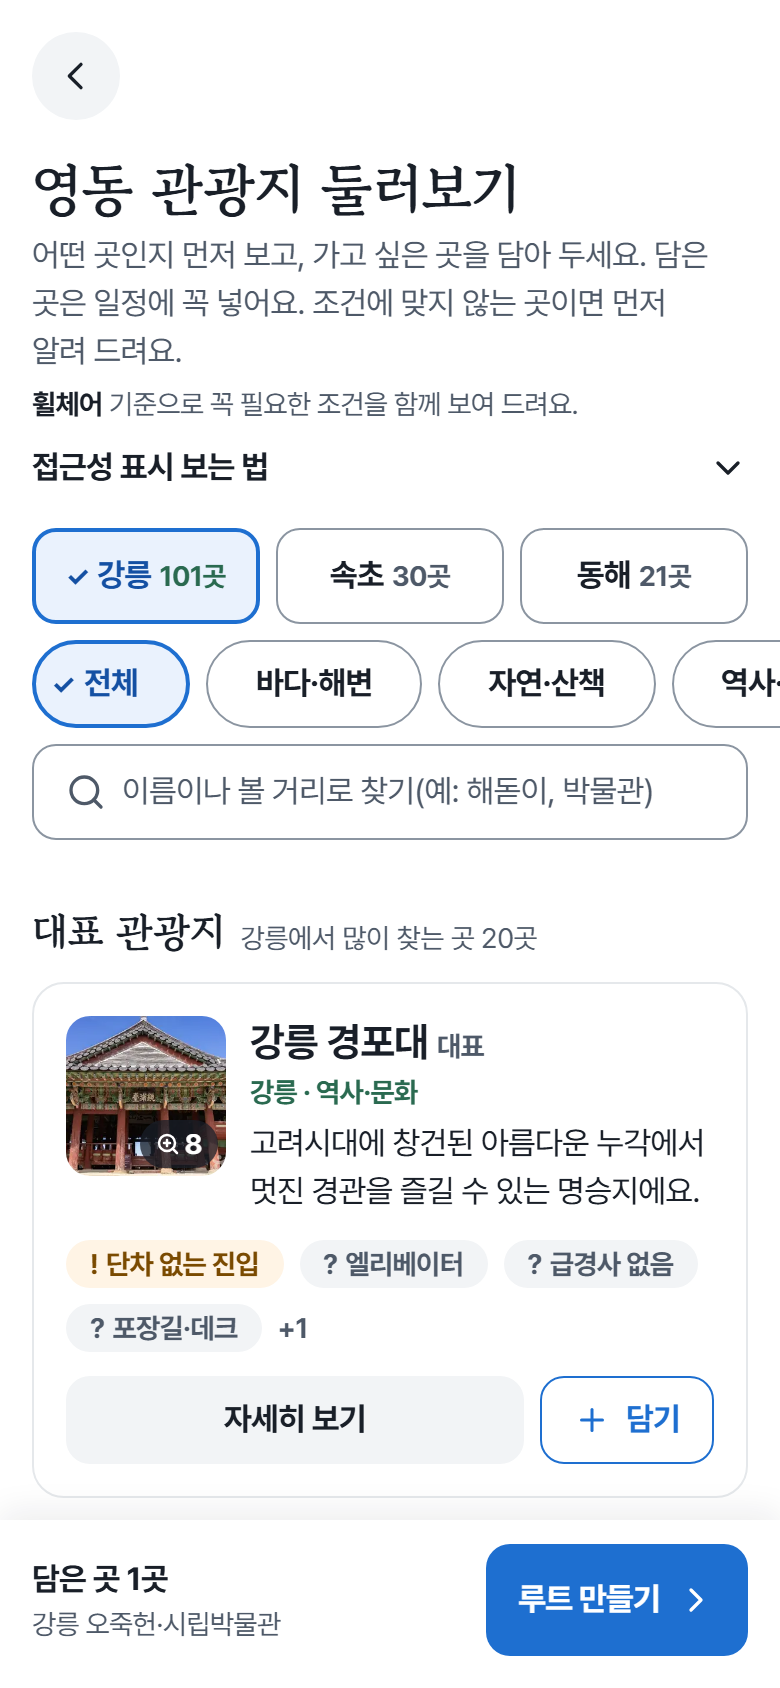 영동 관광지 둘러보기
어떤 곳인지 먼저 보고, 가고 싶은 곳을 담아 두세요. 담은
곳은 일정에 꼭 넣어요. 조건에 맞지 않는 곳이면 먼저
알려 드려요.
휠체어 기준으로 꼭 필요한 조건을 함께 보여 드려요.
접근성 표시 보는 법
강릉 101곳 속초 30곳 동해 21곳
전체 바다·해변 자연·산책 역사·
이름이나 볼 거리로 찾기(예: 해돋이, 박물관)
대표 관광지 강릉에서 많이 찾는 곳 20곳
강릉 경포대 대표
강릉 · 역사·문화
고려시대에 창건된 아름다운 누각에서
멋진 경관을 즐길 수 있는 명승지에요.
8
! 단차 없는 진입 ? 엘리베이터 ? 급경사 없음
? 포장길·데크 +1
자세히 보기 + 담기
담은 곳 1곳
강릉 오죽헌·시립박물관
루트 만들기